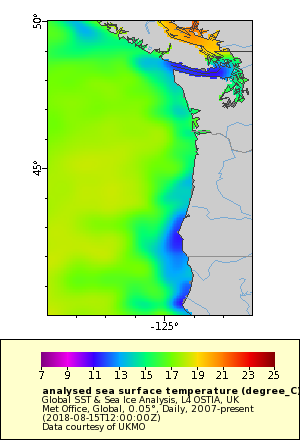 50°
45°
-125°
7 9 11 13 15 17 19 21 23 25
analysed sea surface temperature (degree_C)
Global SST & Sea Ice Analysis, L4 OSTIA, UK
Met Office, Global, 0.05°, Daily, 2007-present
(2018-08-15T12:00:00Z)
Data courtesy of UKMO